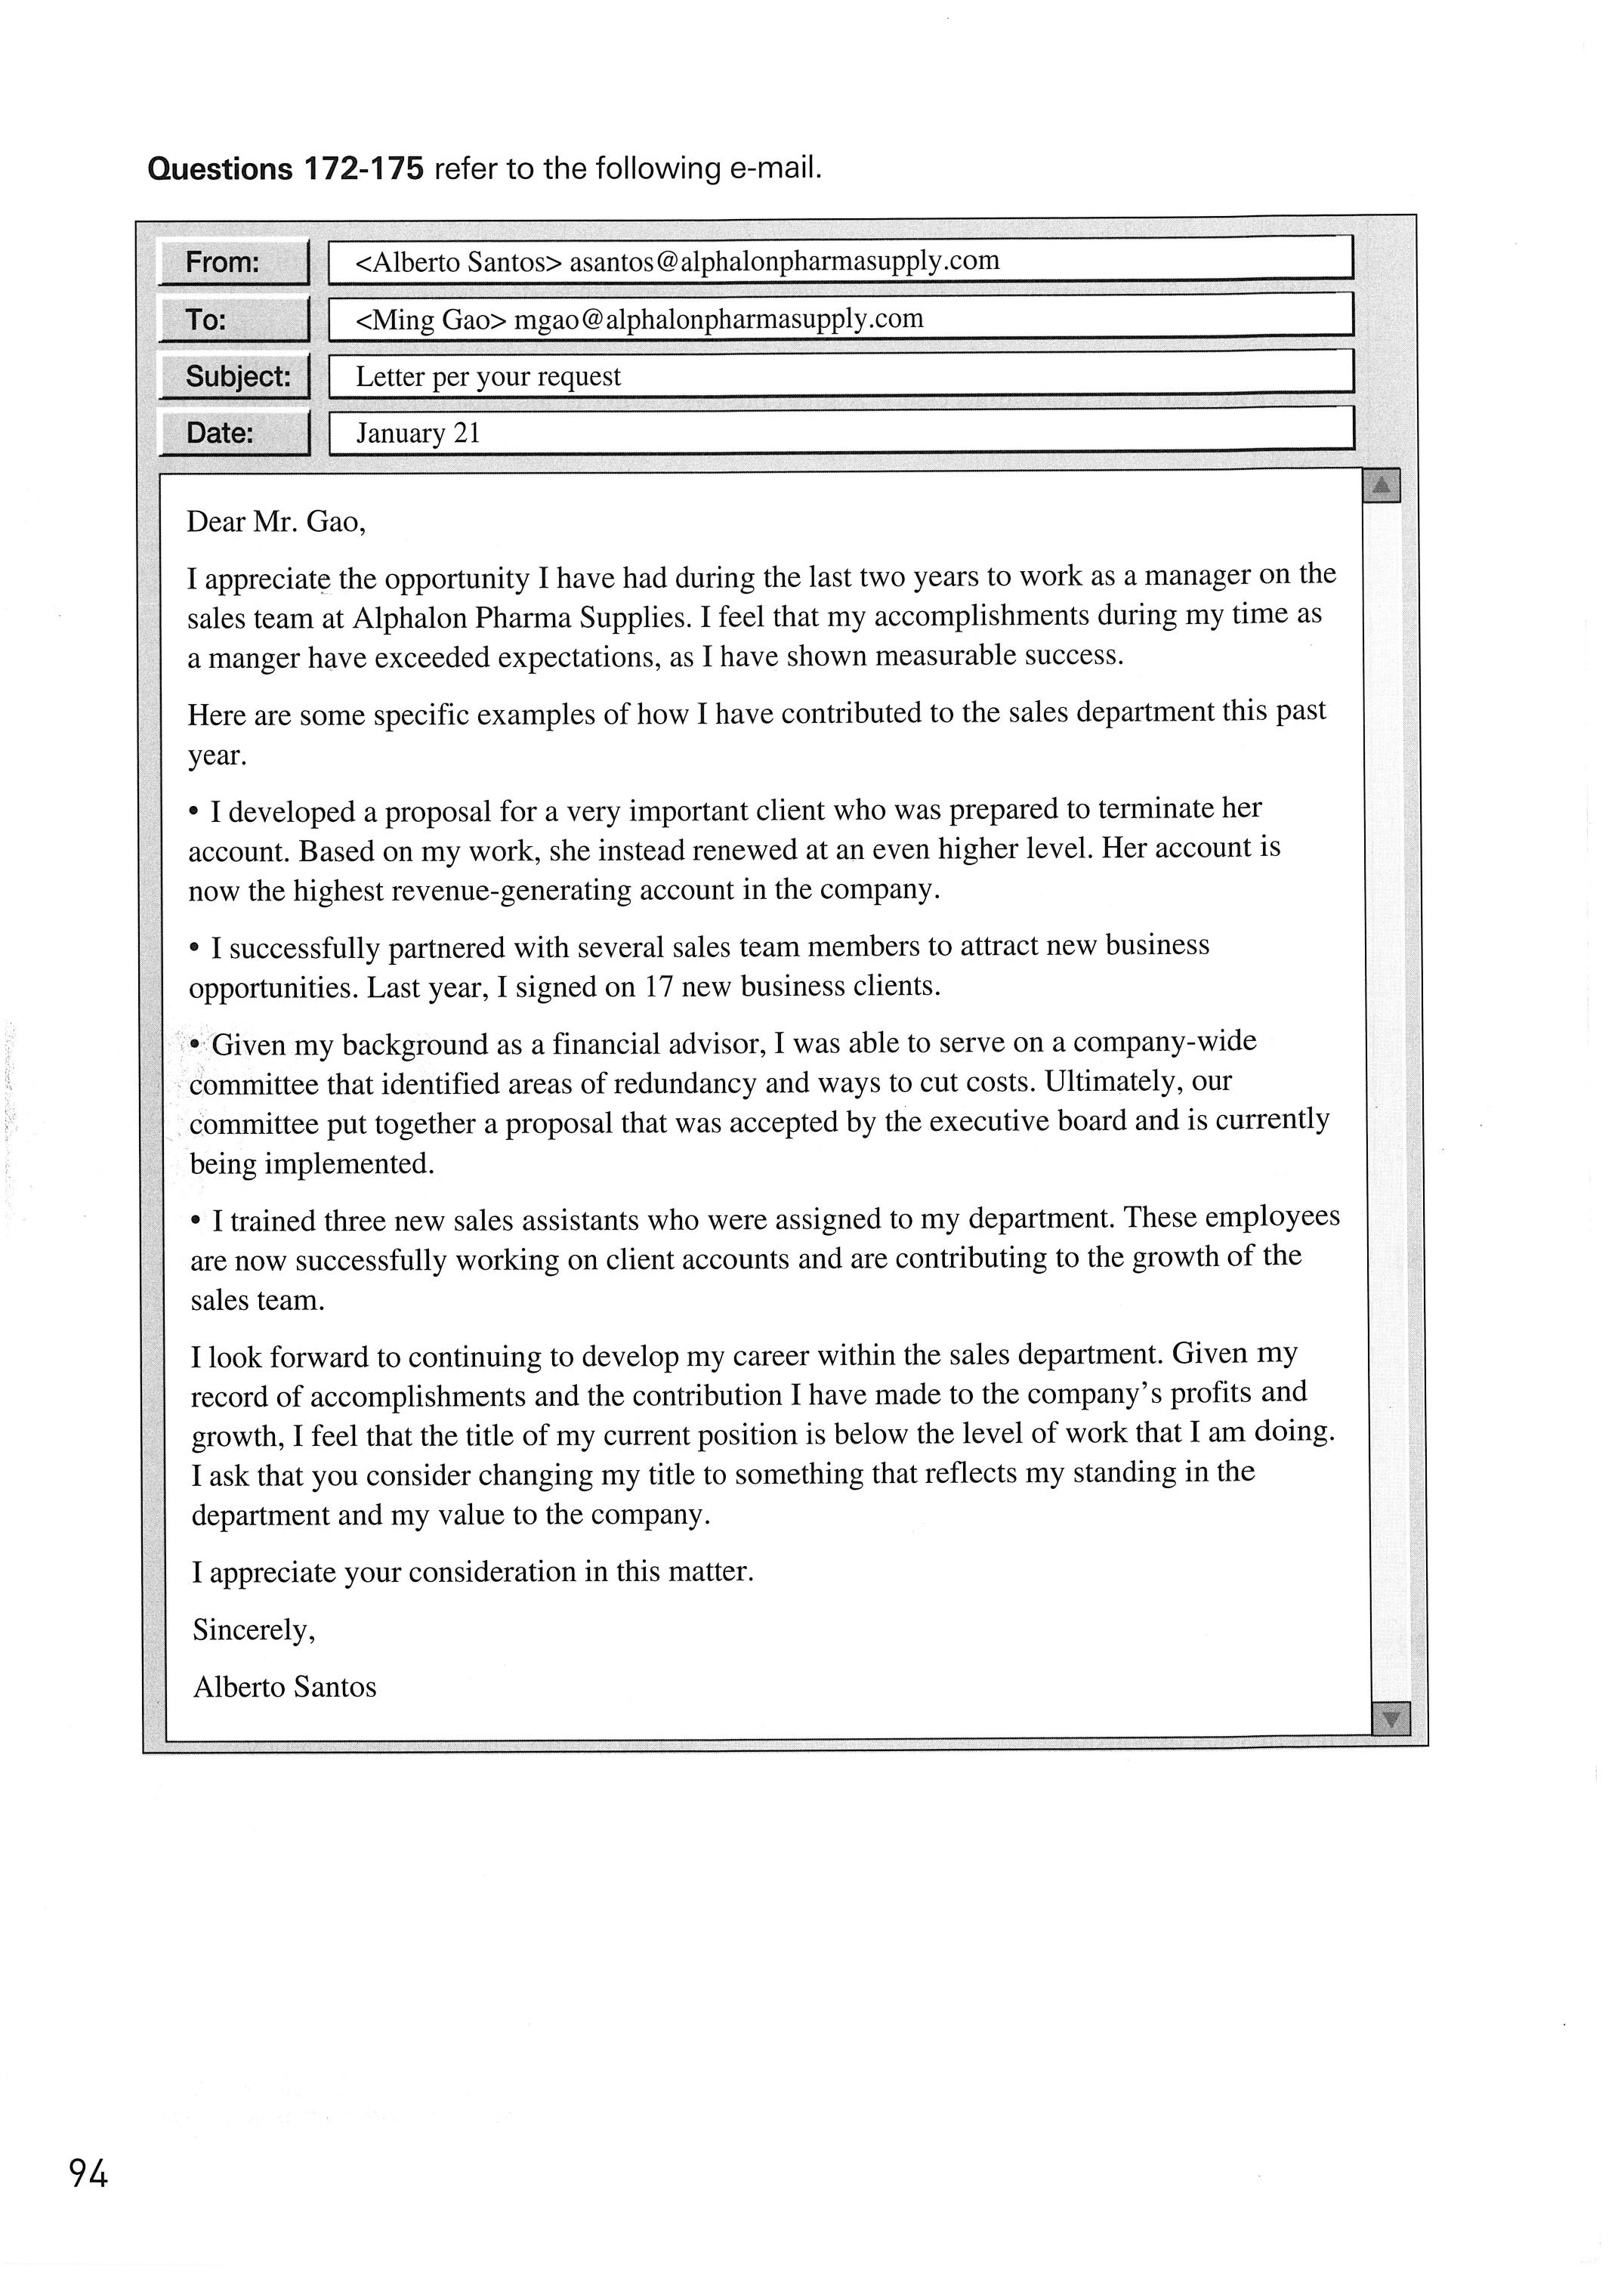 Questions 172-175 refer to the following e-mail.
From: <Alberto Santos> asantos@alphalonpharmasupply.com
To: <Ming Gao> mgao@alphalonpharmasupply.com
Subject: Letter per your request
Date: January 21
Dear Mr. Gao,
I appreciate the opportunity I have had during the last two years to work as a manager on the
sales team at Alphalon Pharma Supplies. I feel that my accomplishments during my time as
a manger have exceeded expectations, as I have shown measurable success.
Here are some specific examples of how I have contributed to the sales department this past
year.
• I developed a proposal for a very important client who was prepared to terminate her
account. Based on my work, she instead renewed at an even higher level. Her account is
now the highest revenue-generating account in the company.
• I successfully partnered with several sales team members to attract new business
opportunities. Last year, I signed on 17 new business clients.
• Given my background as a financial advisor, I was able to serve on a company-wide
committee that identified areas of redundancy and ways to cut costs. Ultimately, our
committee put together a proposal that was accepted by the executive board and is currently
being implemented.
• I trained three new sales assistants who were assigned to my department. These employees
are now successfully working on client accounts and are contributing to the growth of the
sales team.
I look forward to continuing to develop my career within the sales department. Given my
record of accomplishments and the contribution I have made to the company's profits and
growth, I feel that the title of my current position is below the level of work that I am doing.
I ask that you consider changing my title to something that reflects my standing in the
department and my value to the company.
I appreciate your consideration in this matter.
Sincerely,
Alberto Santos
94